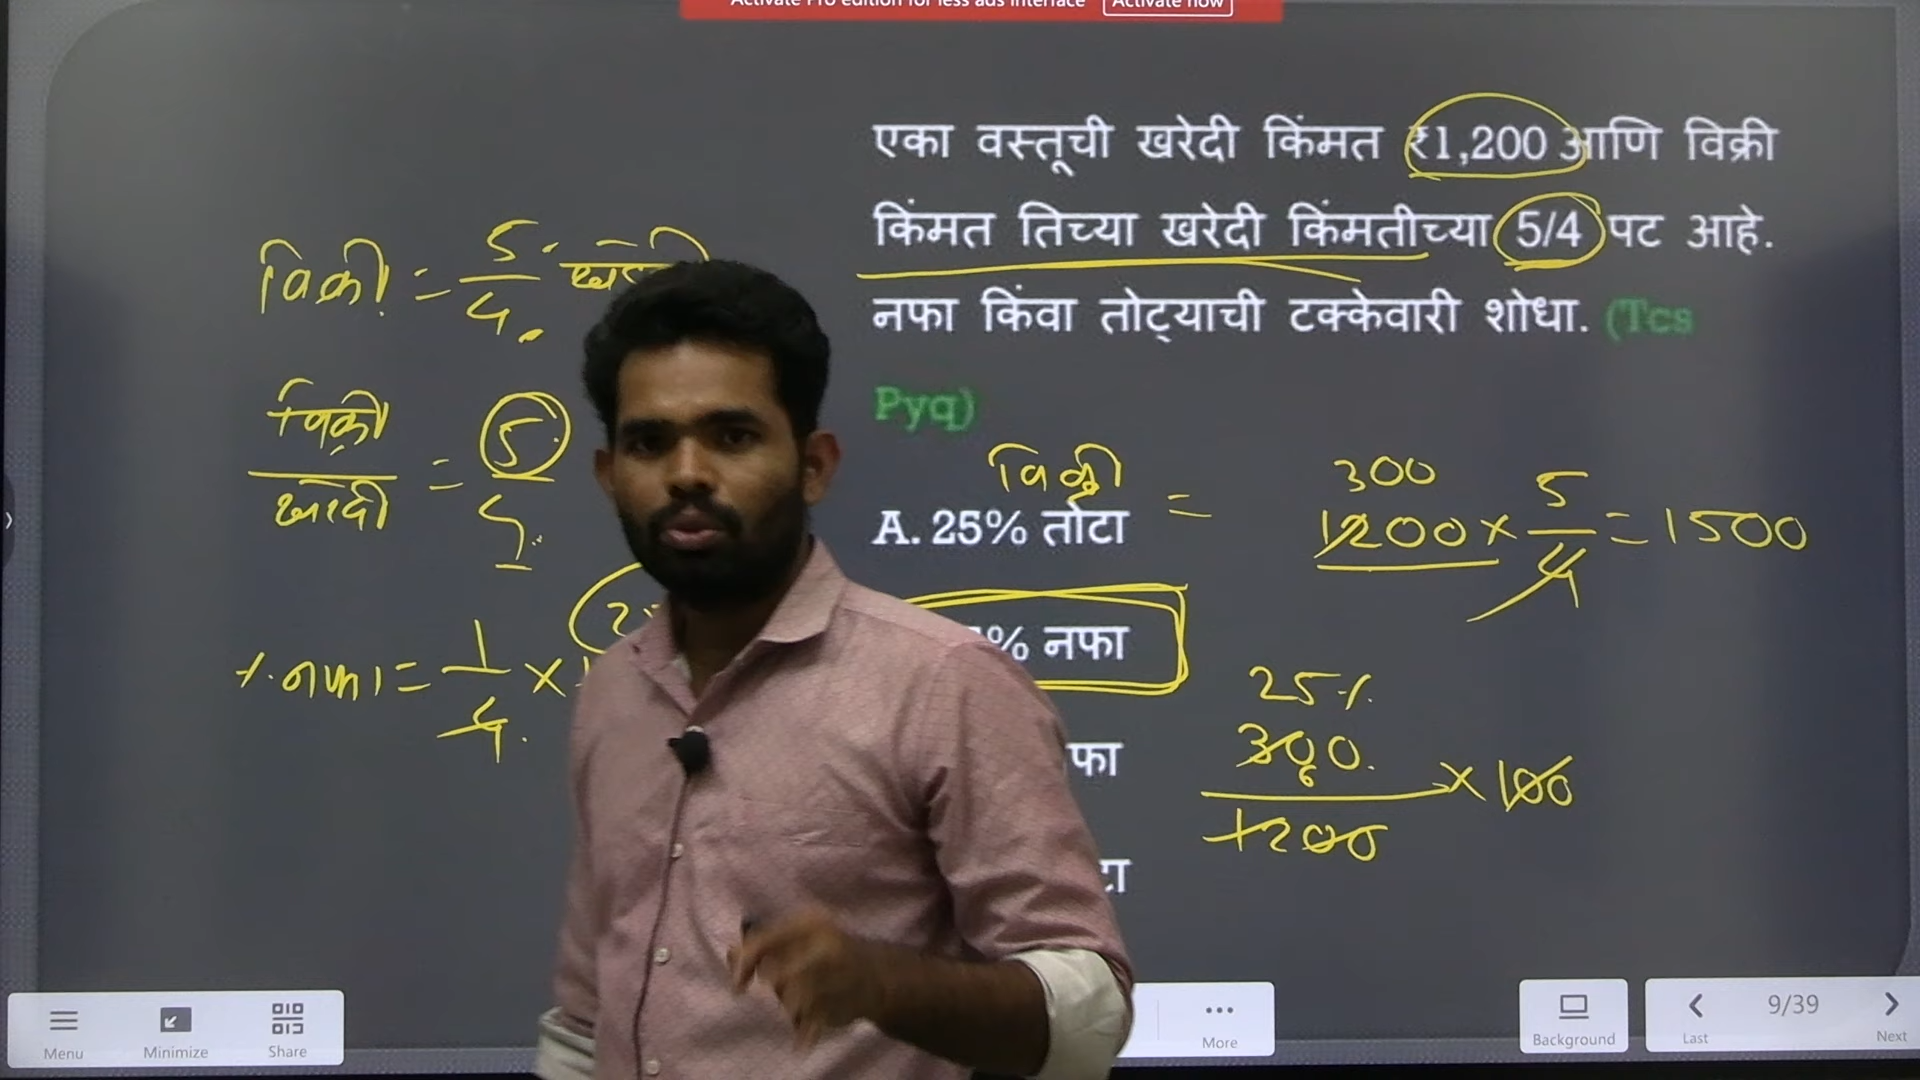 Activate Pro edition for less ads interface Activate now
एका वस्तूची खरेदी किंमत ₹1,200 आणि विक्री
किंमत तिच्या खरेदी किंमतीच्या 5/4 पट आहे.
नफा किंवा तोट्याची टक्केवारी शोधा. (Tcs
Pyq)
A. 25% तोटा
% नफा
फा
टा
विक्री = 5/4
विक्री/खरेदी = 5/4
%.नफा = 1/4 ×
विक्री = 1200 × 5/4 = 1500
300
25%
300/1200 × 100
Menu
Minimize
Share
More
Background
Last
9/39
Next